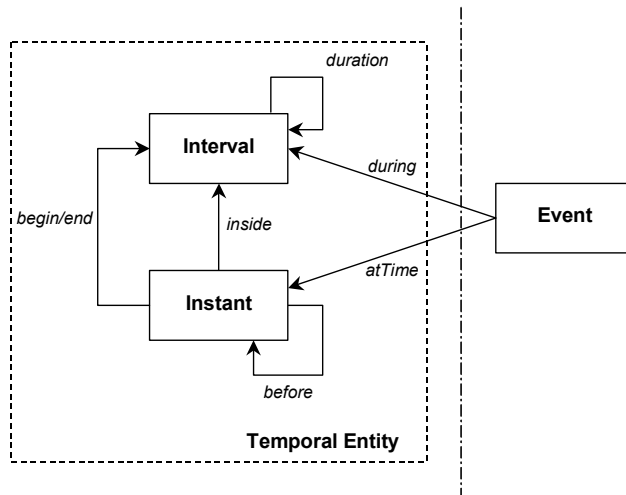 duration
Interval
during
begin/end
inside
Event
atTime
Instant
before
Temporal Entity